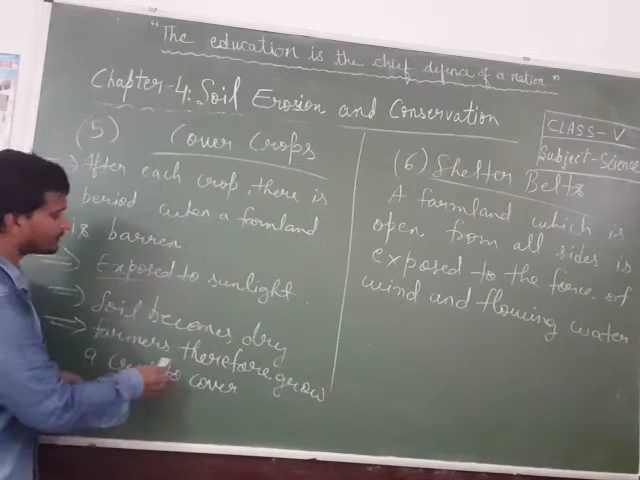 "The education is the chief defence of a nation."
Chapter-4: Soil Erosion and Conservation
CLASS-V
Subject-Science
(5) Cover Crops
After each crop, there is
period when a farmland
is barren
⇒ Exposed to sunlight.
⇒ Soil becomes dry
⇒ farmers therefore grow
a to cover
(6) Shelter Belts
A farmland which is
open from all sides is
exposed to the force of
wind and flowing water